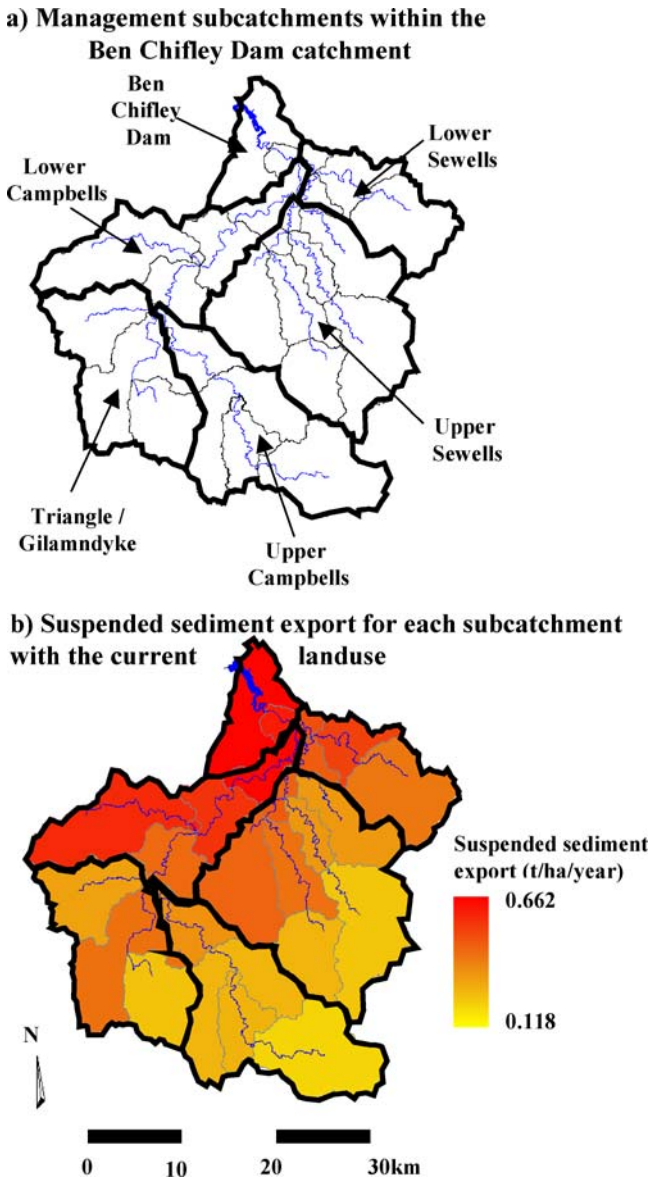 a) Management subcatchments within the
Ben Chifley Dam catchment
Ben
Chifley
Dam
Lower
Sewells
Lower
Campbells
Upper
Sewells
Triangle /
Gilamndyke
Upper
Campbells
b) Suspended sediment export for each subcatchment
with the current landuse
Suspended sediment
export (t/ha/year)
0.662
0.118
N
0 10 20 30km